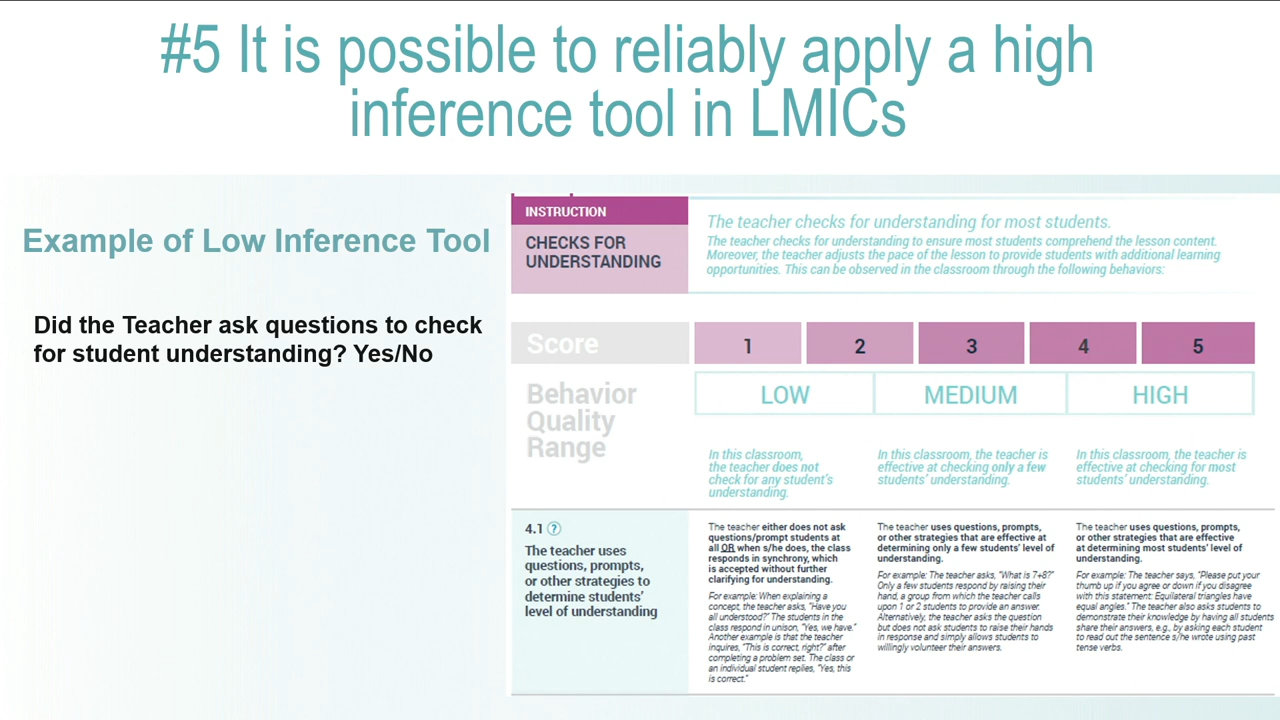 #5 It is possible to reliably apply a high
inference tool in LMICs
Example of Low Inference Tool
Did the Teacher ask questions to check
for student understanding? Yes/No
INSTRUCTION
CHECKS FOR
UNDERSTANDING
The teacher checks for understanding for most students.
The teacher checks for understanding to ensure most students comprehend the lesson content.
Moreover, the teacher adjusts the pace of the lesson to provide students with additional learning
opportunities. This can be observed in the classroom through the following behaviors:
Score
1
2
3
4
5
Behavior
Quality
Range
LOW
MEDIUM
HIGH
In this classroom,
the teacher does not
check for any student's
understanding.
In this classroom, the teacher is
effective at checking only a few
students' understanding.
In this classroom, the teacher is
effective at checking for most
students' understanding.
4.1 ?
The teacher uses
questions, prompts,
or other strategies to
determine students'
level of understanding
The teacher either does not ask
questions/prompt students at
all OR when s/he does, the class
responds in synchrony, which
is accepted without further
clarifying for understanding.
For example: When explaining a
concept, the teacher asks, "Have you
all understood?" The students in the
class respond in unison, "Yes, we have."
Another example is that the teacher
inquires, "This is correct, right?" after
completing a problem set. The class or
an individual student replies, "Yes, this
is correct."
The teacher uses questions, prompts,
or other strategies that are effective at
determining only a few students' level of
understanding.
For example: The teacher asks, "What is 7+8?"
Only a few students respond by raising their
hand, a group from which the teacher calls
upon 1 or 2 students to provide an answer.
Alternatively, the teacher asks the question
but does not ask students to raise their hands
in response and simply allows students to
willingly volunteer their answers.
The teacher uses questions, prompts,
or other strategies that are effective
at determining most students' level of
understanding.
For example: The teacher says, "Please put your
thumb up if you agree or down if you disagree
with this statement: Equilateral triangles have
equal angles." The teacher also asks students to
demonstrate their knowledge by having all students
share their answers, e.g., by asking each student
to read out the sentence s/he wrote using past
tense verbs.